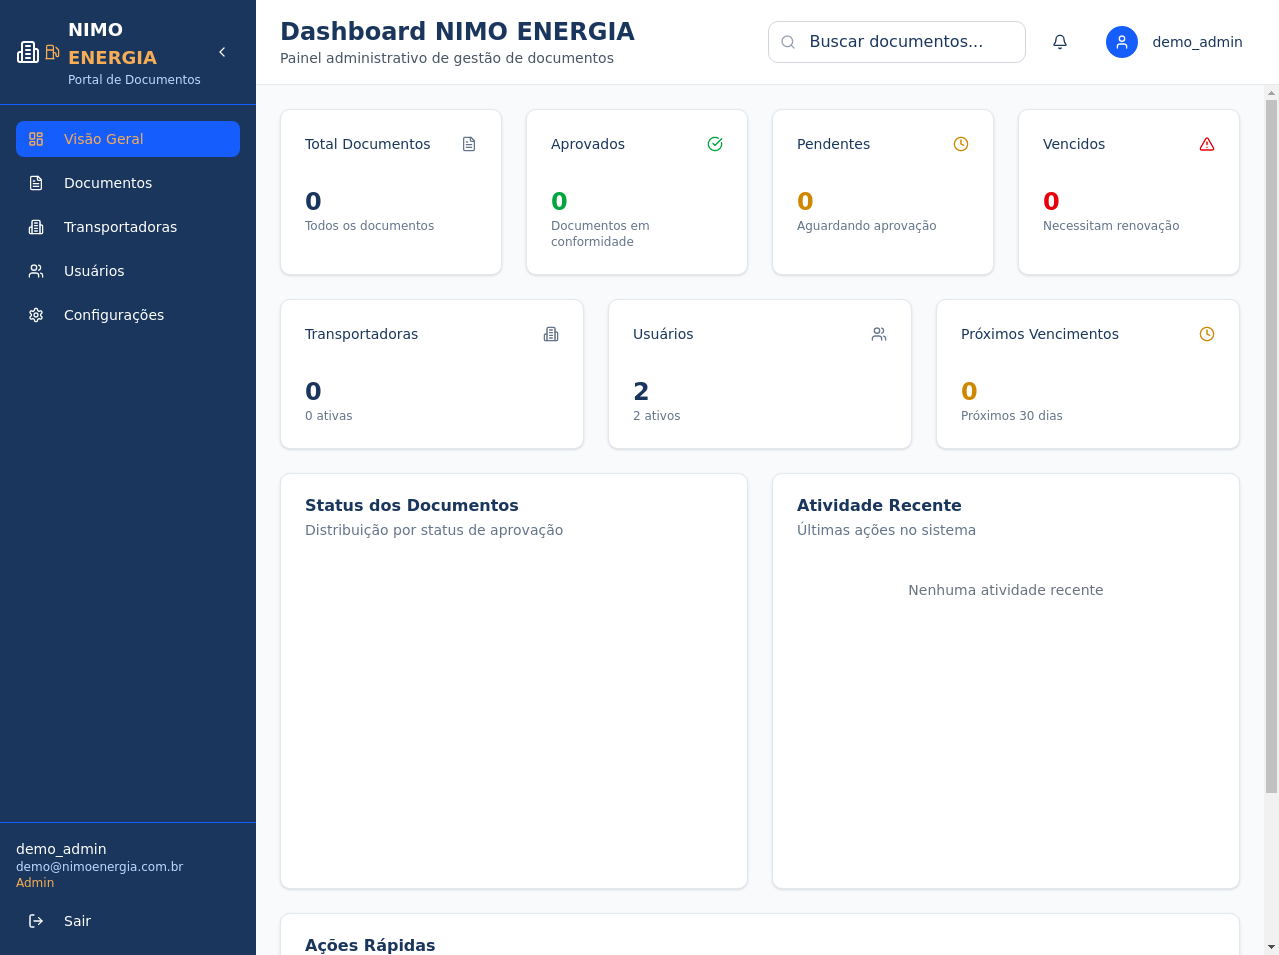 NIMO
ENERGIA
Portal de Documentos
Visão Geral
Documentos
Transportadoras
Usuários
Configurações
demo_admin
demo@nimoenergia.com.br
Admin
Sair
Dashboard NIMO ENERGIA
Painel administrativo de gestão de documentos
Buscar documentos...
demo_admin
Total Documentos
0
Todos os documentos
Aprovados
0
Documentos em
conformidade
Pendentes
0
Aguardando aprovação
Vencidos
0
Necessitam renovação
Transportadoras
0
0 ativas
Usuários
2
2 ativos
Próximos Vencimentos
0
Próximos 30 dias
Status dos Documentos
Distribuição por status de aprovação
Atividade Recente
Últimas ações no sistema
Nenhuma atividade recente
Ações Rápidas